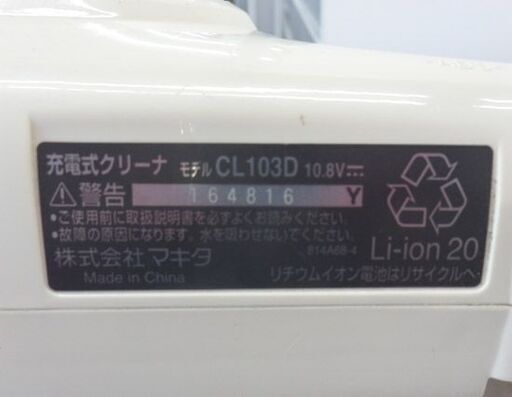 充電式クリーナ モデル CL103D 10.8V⎓
⚠警告 164816 Y
●ご使用前に取扱説明書を必ずよくお読みください。
●故障の原因になります。水を吸わせないでください。
株式会社マキタ 814A6B-4 Li-ion 20
Made in China リチウムイオン電池はリサイクルへ